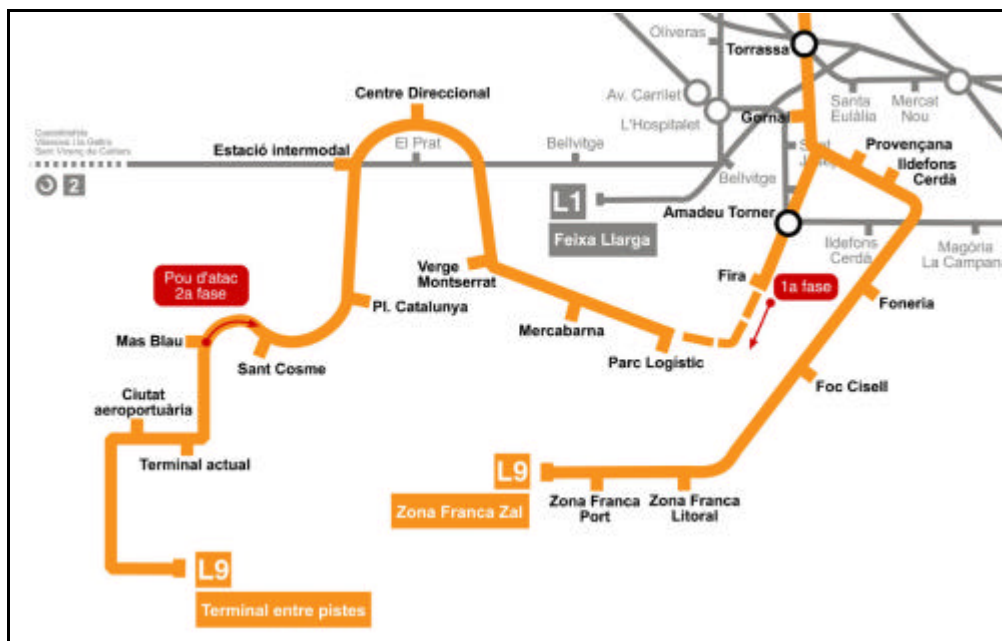 Oliveras
Torrassa
Centre Direccional
Av. Carrilet
Santa
Eulàlia
Mercat
Nou
L'Hospitalet
Gornal
El Prat
Estació intermodal
Bellvitge
Provençana
Ildefons
Cerdà
Bellvitge
2
L1
Amadeu Torner
Feixa Llarga
Ildefons
Cerdà
Magòria
La Campana
Pou d'atac
2a fase
Verge
Montserrat
Fira
1a fase
Foneria
Pl. Catalunya
Mercabarna
Mas Blau
Sant Cosme
Parc Logístic
Foc Cisell
Ciutat
aeroportuària
Terminal actual
L9
Zona Franca Zal
Zona Franca
Port
Zona Franca
Litoral
L9
Terminal entre pistes